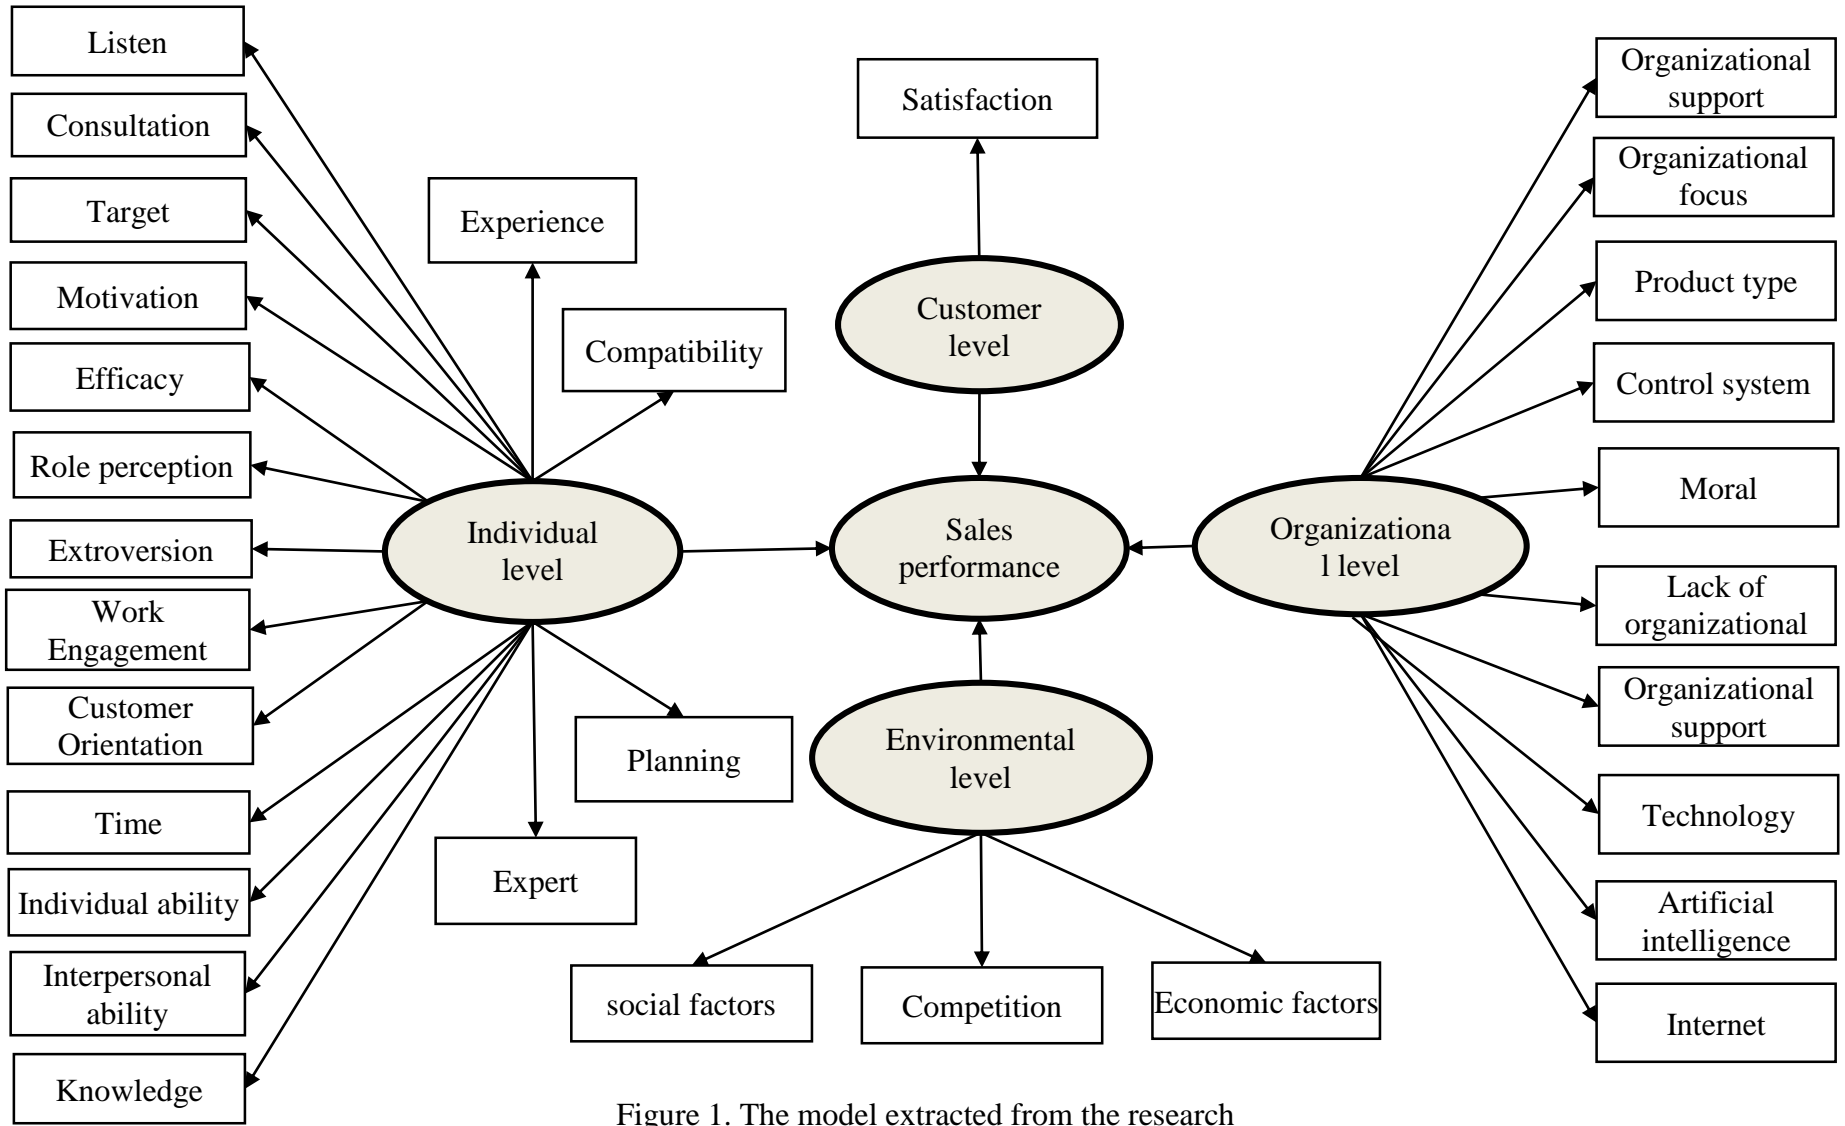 Listen
Consultation
Target
Motivation
Efficacy
Role perception
Extroversion
Work
Engagement
Customer
Orientation
Time
Individual ability
Interpersonal
ability
Knowledge
Experience
Compatibility
Individual
level
Planning
Expert
Satisfaction
Customer
level
Sales
performance
Environmental
level
social factors
Competition
Economic factors
Organizationa
l level
Organizational
support
Organizational
focus
Product type
Control system
Moral
Lack of
organizational
Organizational
support
Technology
Artificial
intelligence
Internet
Figure 1. The model extracted from the research